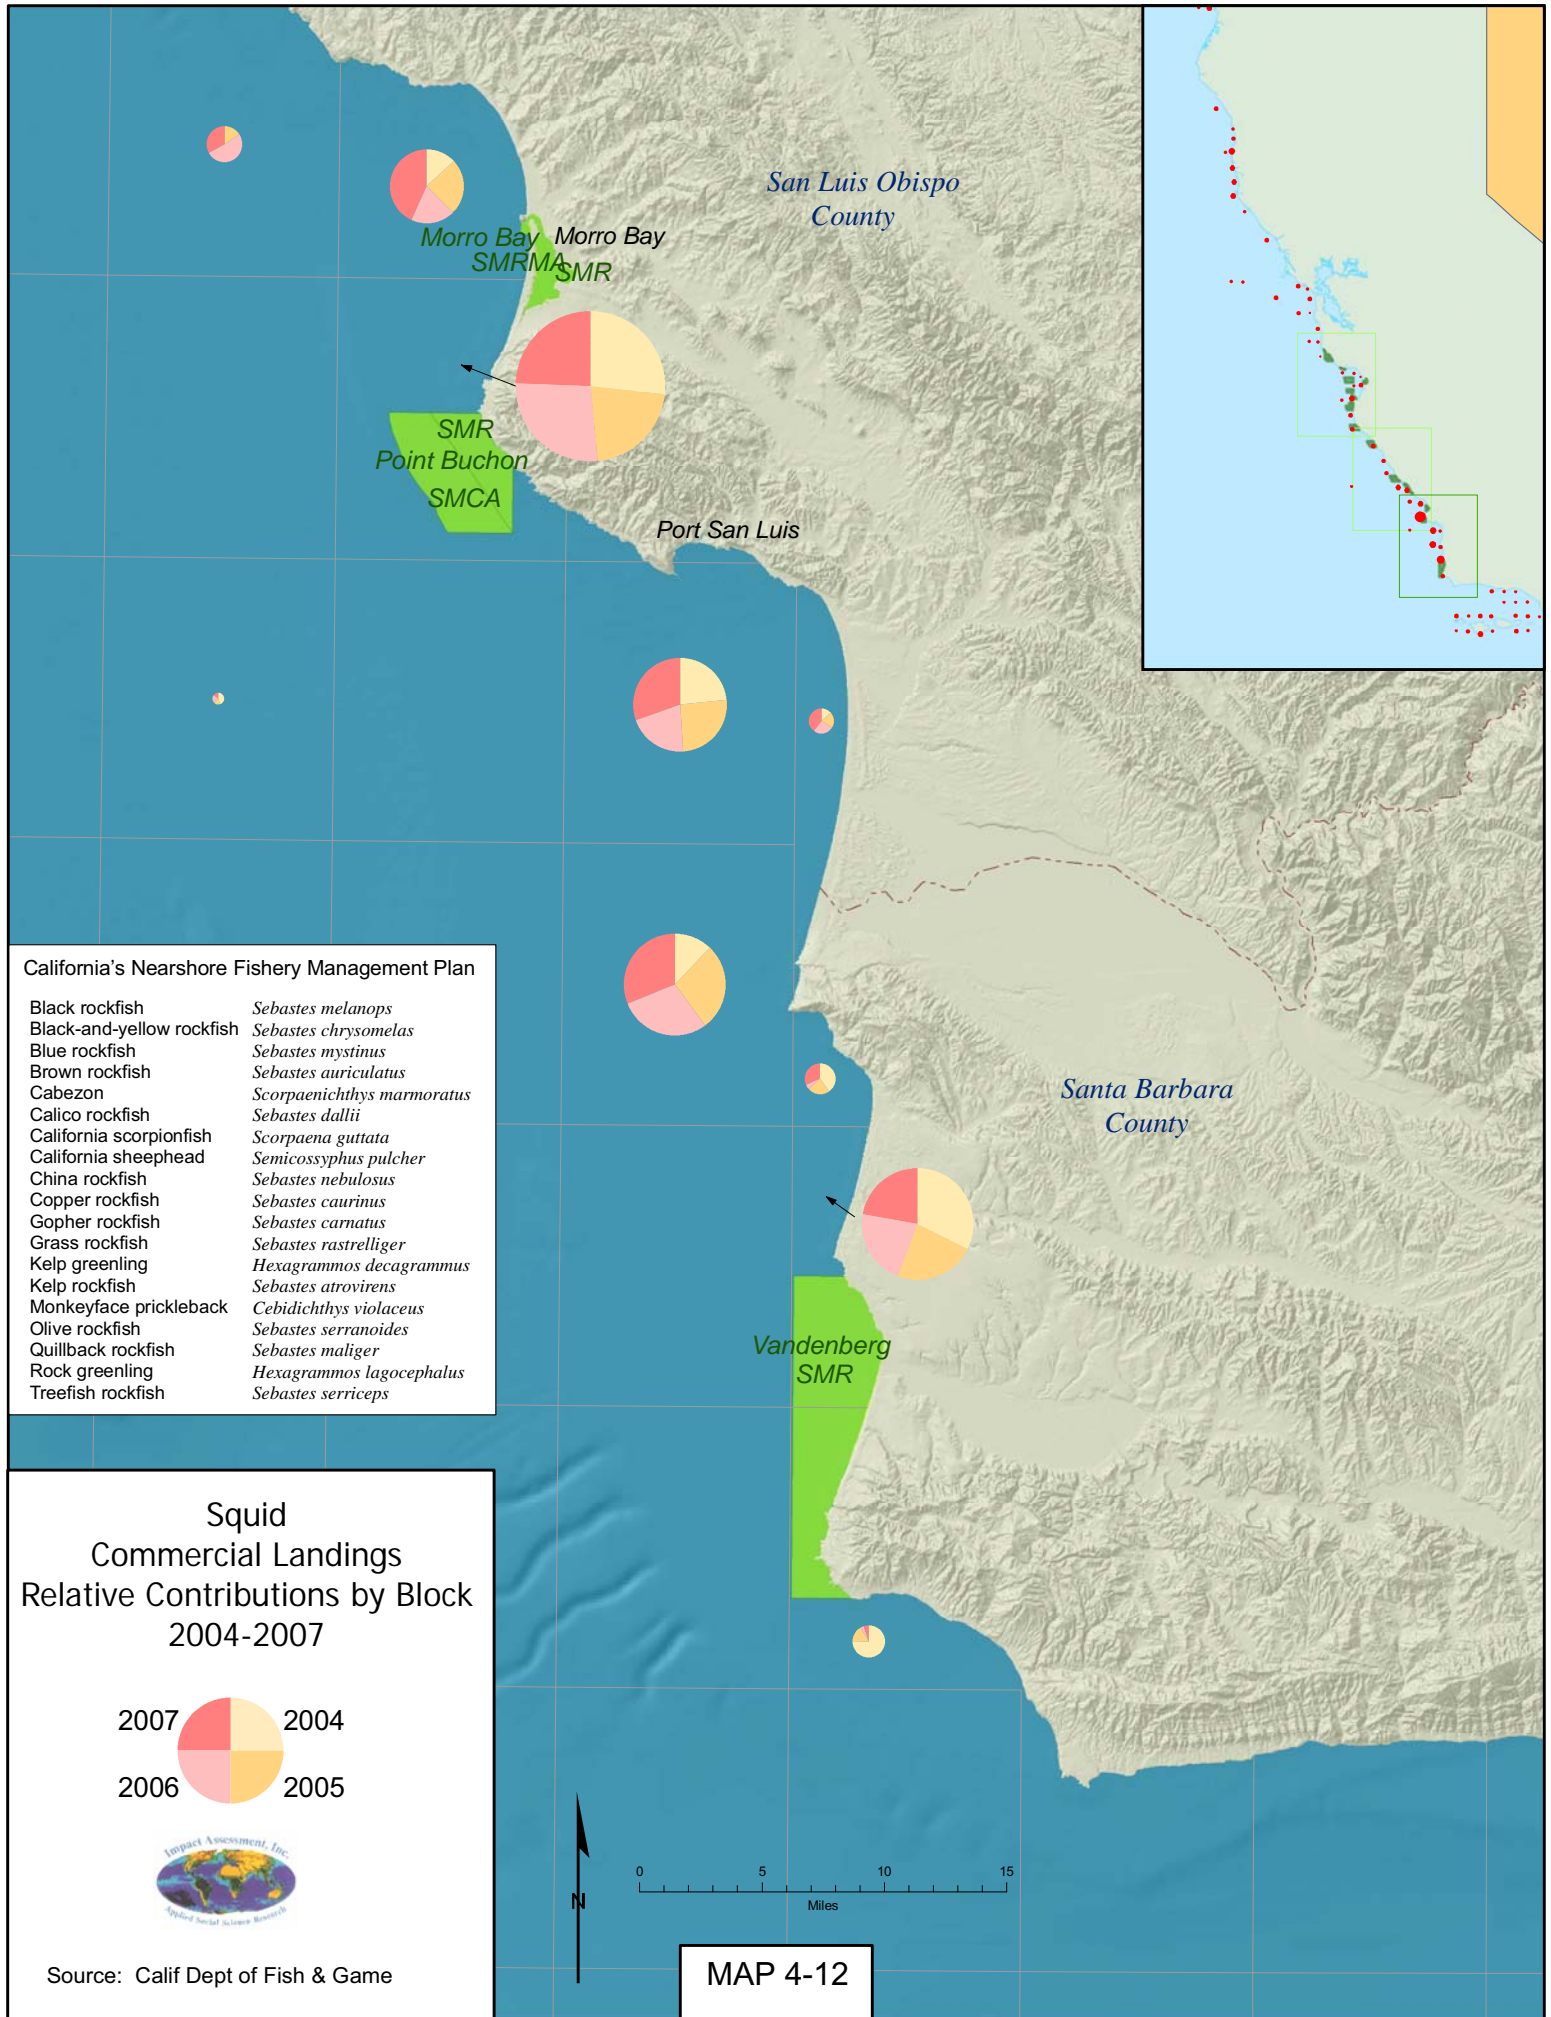 San Luis Obispo
County
Morro Bay
SMRMA
Morro Bay
SMR
SMR
Point Buchon
SMCA
Port San Luis
California's Nearshore Fishery Management Plan
Black rockfish Sebastes melanops
Black-and-yellow rockfish Sebastes chrysomelas
Blue rockfish Sebastes mystinus
Brown rockfish Sebastes auriculatus
Cabezon Scorpaenichthys marmoratus
Calico rockfish Sebastes dallii
California scorpionfish Scorpaena guttata
California sheephead Semicossyphus pulcher
China rockfish Sebastes nebulosus
Copper rockfish Sebastes caurinus
Gopher rockfish Sebastes carnatus
Grass rockfish Sebastes rastrelliger
Kelp greenling Hexagrammos decagrammus
Kelp rockfish Sebastes atrovirens
Monkeyface prickleback Cebidichthys violaceus
Olive rockfish Sebastes serranoides
Quillback rockfish Sebastes maliger
Rock greenling Hexagrammos lagocephalus
Treefish rockfish Sebastes serriceps
Santa Barbara
County
Vandenberg
SMR
Squid
Commercial Landings
Relative Contributions by Block
2004-2007
2007 2004
2006 2005
Impact Assessment, Inc.
Applied Social Science Research
Source: Calif Dept of Fish & Game
N
0 5 10 15
Miles
MAP 4-12